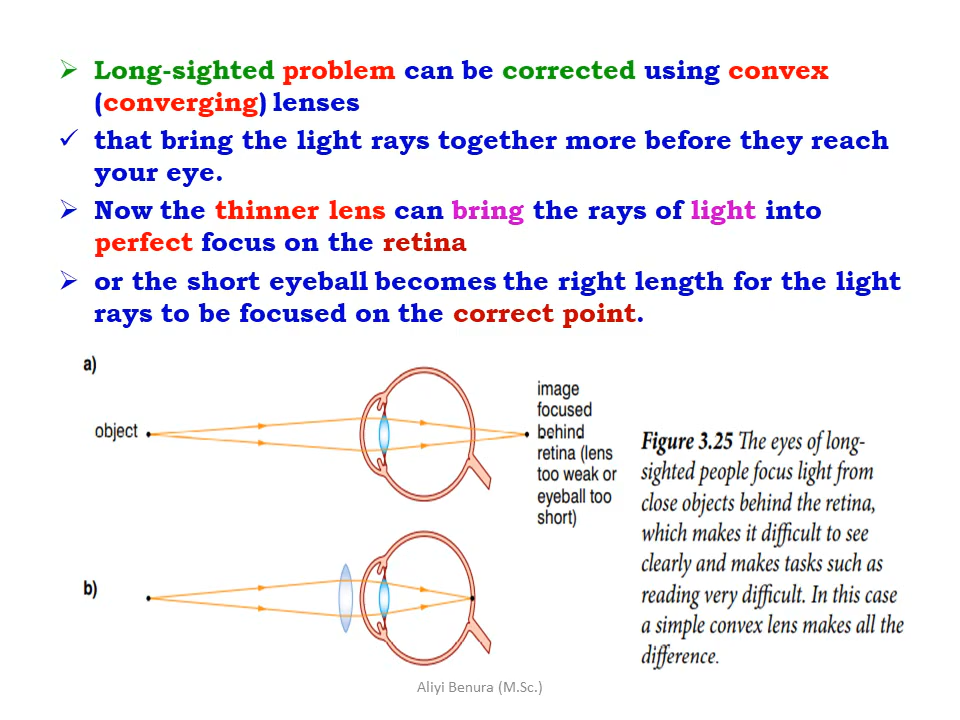 ➢ Long-sighted problem can be corrected using convex
(converging) lenses
✓ that bring the light rays together more before they reach
your eye.
➢ Now the thinner lens can bring the rays of light into
perfect focus on the retina
➢ or the short eyeball becomes the right length for the light
rays to be focused on the correct point.
a)
object
image
focused
behind
retina (lens
too weak or
eyeball too
short)
b)
Figure 3.25 The eyes of long-
sighted people focus light from
close objects behind the retina,
which makes it difficult to see
clearly and makes tasks such as
reading very difficult. In this case
a simple convex lens makes all the
difference.
Aliyi Benura (M.Sc.)